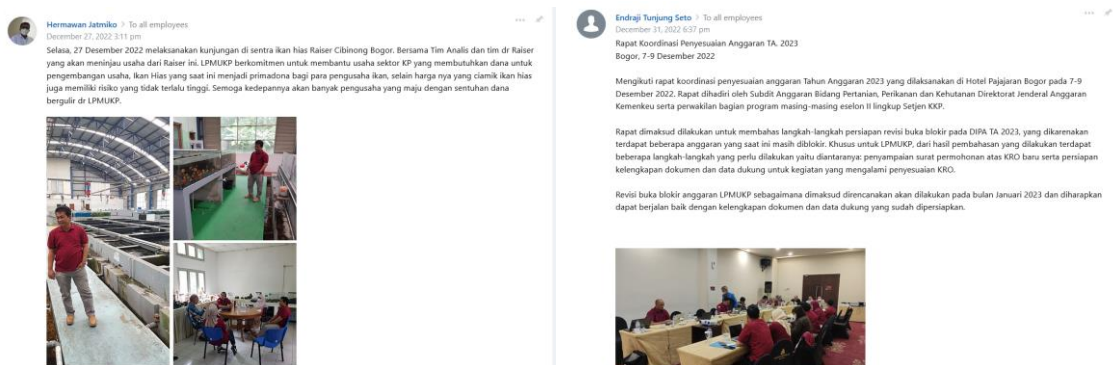 Hermawan Jatmiko > To all employees
December 27, 2022 3:11 pm
Selasa, 27 Desember 2022 melaksanakan kunjungan di sentra ikan hias Raiser Cibinong Bogor. Bersama Tim Analis dan tim dr Raiser
yang akan meninjau usaha dari Raiser ini. LPMUKP berkomitmen untuk membantu usaha sektor KP yang membutuhkan dana untuk
pengembangan usaha, Ikan Hias yang saat ini menjadi primadona bagi para pengusaha ikan, selain harga nya yang ciamik ikan hias
juga memiliki risiko yang tidak terlalu tinggi. Semoga kedepannya akan banyak pengusaha yang maju dengan sentuhan dana
bergulir dr LPMUKP.
Endraji Tunjung Seto > To all employees
December 31, 2022 6:37 pm
Rapat Koordinasi Penyesuaian Anggaran TA. 2023
Bogor, 7-9 Desember 2022
Mengikuti rapat koordinasi penyesuaian anggaran Tahun Anggaran 2023 yang dilaksanakan di Hotel Pajajaran Bogor pada 7-9
Desember 2022. Rapat dihadiri oleh Subdit Anggaran Bidang Pertanian, Perikanan dan Kehutanan Direktorat Jenderal Anggaran
Kemenkeu serta perwakilan bagian program masing-masing eselon II lingkup Setjen KKP.
Rapat dimaksud dilakukan untuk membahas langkah-langkah persiapan revisi buka blokir pada DIPA TA 2023, yang dikarenakan
terdapat beberapa anggaran yang saat ini masih diblokir. Khusus untuk LPMUKP, dari hasil pembahasan yang dilakukan terdapat
beberapa langkah-langkah yang perlu dilakukan yaitu diantaranya: penyampaian surat permohonan atas KRO baru serta persiapan
kelengkapan dokumen dan data dukung untuk kegiatan yang mengalami penyesuaian KRO.
Revisi buka blokir anggaran LPMUKP sebagaimana dimaksud direncanakan akan dilakukan pada bulan Januari 2023 dan diharapkan
dapat berjalan baik dengan kelengkapan dokumen dan data dukung yang sudah dipersiapkan.